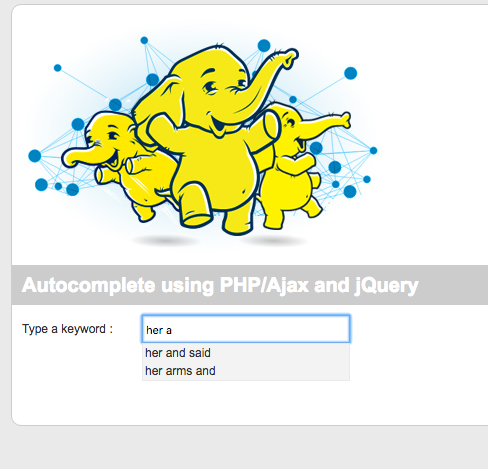 Autocomplete using PHP/Ajax and jQuery
Type a keyword : her a
her and said
her arms and